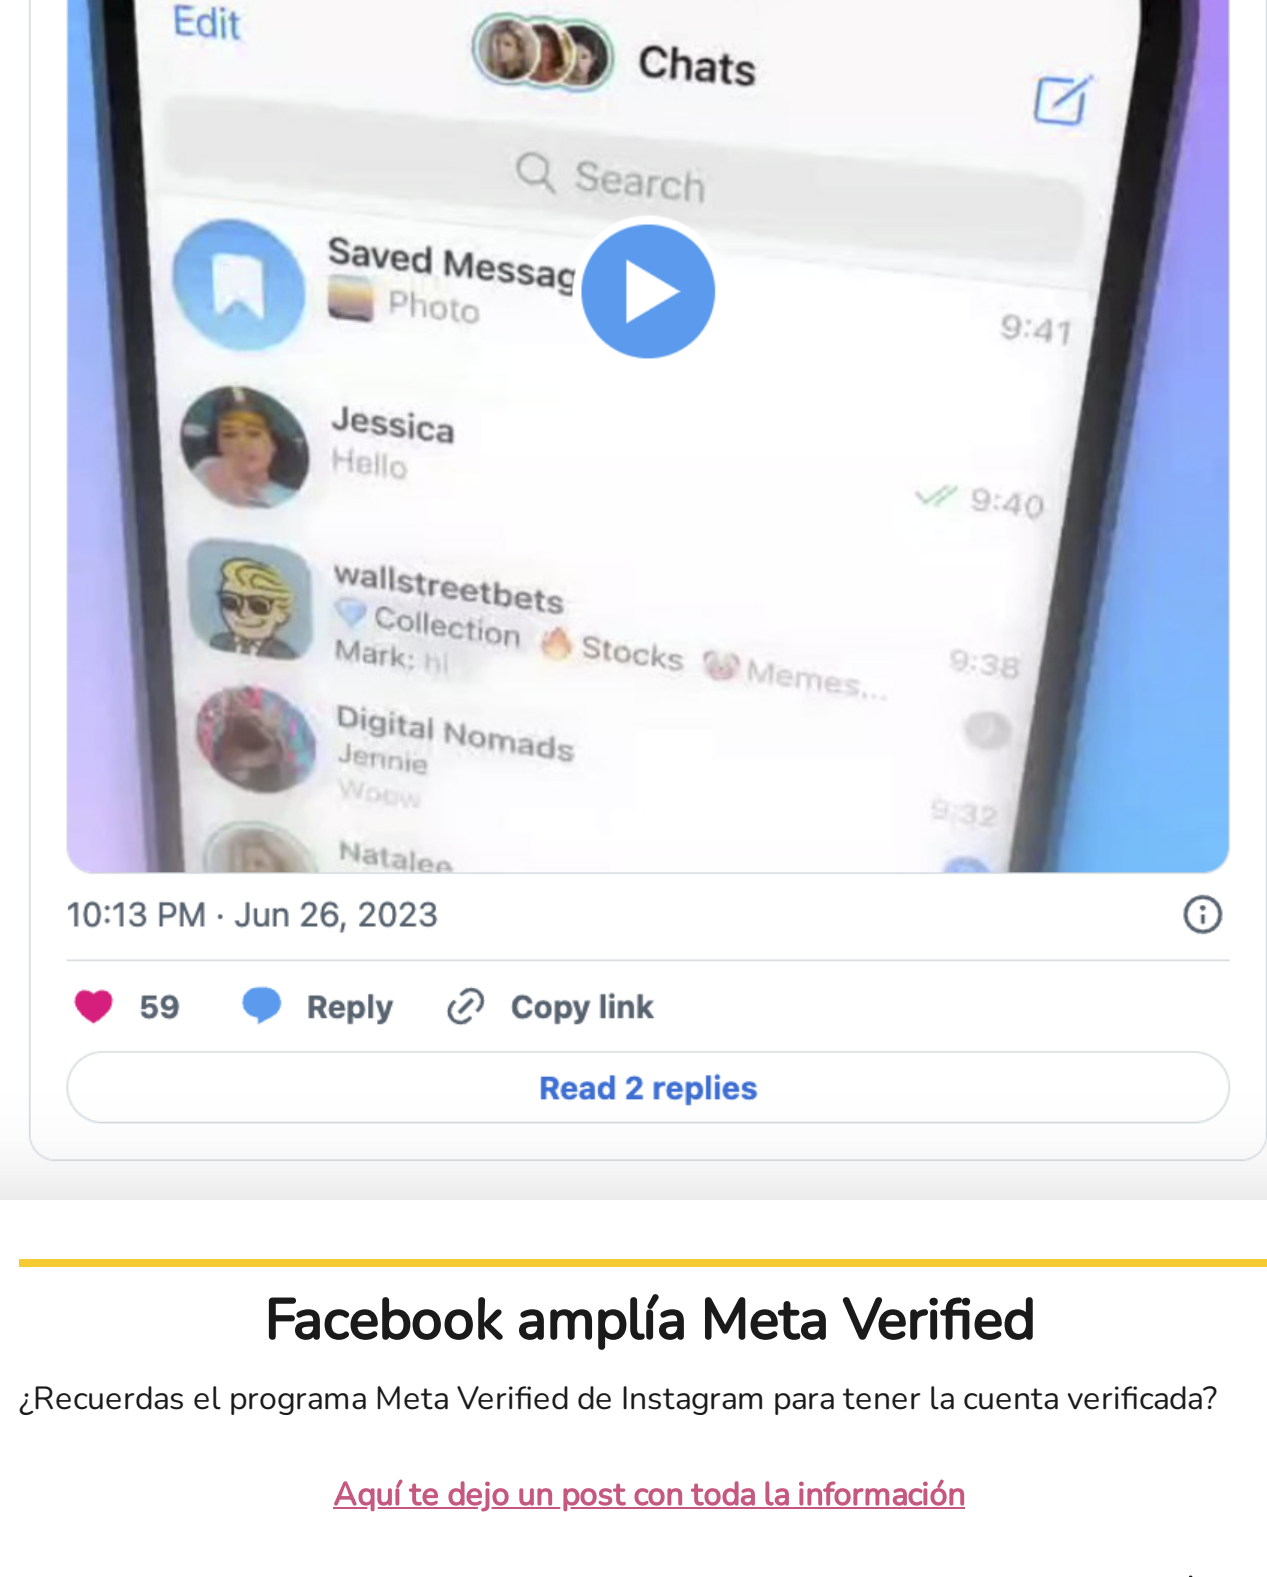 Edit
Chats
Search
Saved Messag
Photo
9:41
Jessica
Hello
9:40
wallstreetbets
Collection Stocks Memes...
Mark: hi
9:38
Digital Nomads
Jennie
Woow
9:32
Natalee
10:13 PM · Jun 26, 2023
59 Reply Copy link
Read 2 replies
Facebook amplía Meta Verified
¿Recuerdas el programa Meta Verified de Instagram para tener la cuenta verificada?
Aquí te dejo un post con toda la información